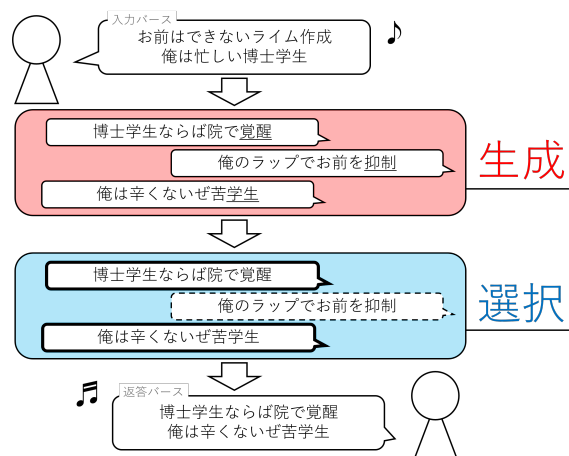 入力バース
お前はできないライム作成
俺は忙しい博士学生
博士学生ならば院で覚醒
俺のラップでお前を抑制
俺は辛くないぜ苦学生
生成
博士学生ならば院で覚醒
俺のラップでお前を抑制
俺は辛くないぜ苦学生
選択
返答バース
博士学生ならば院で覚醒
俺は辛くないぜ苦学生